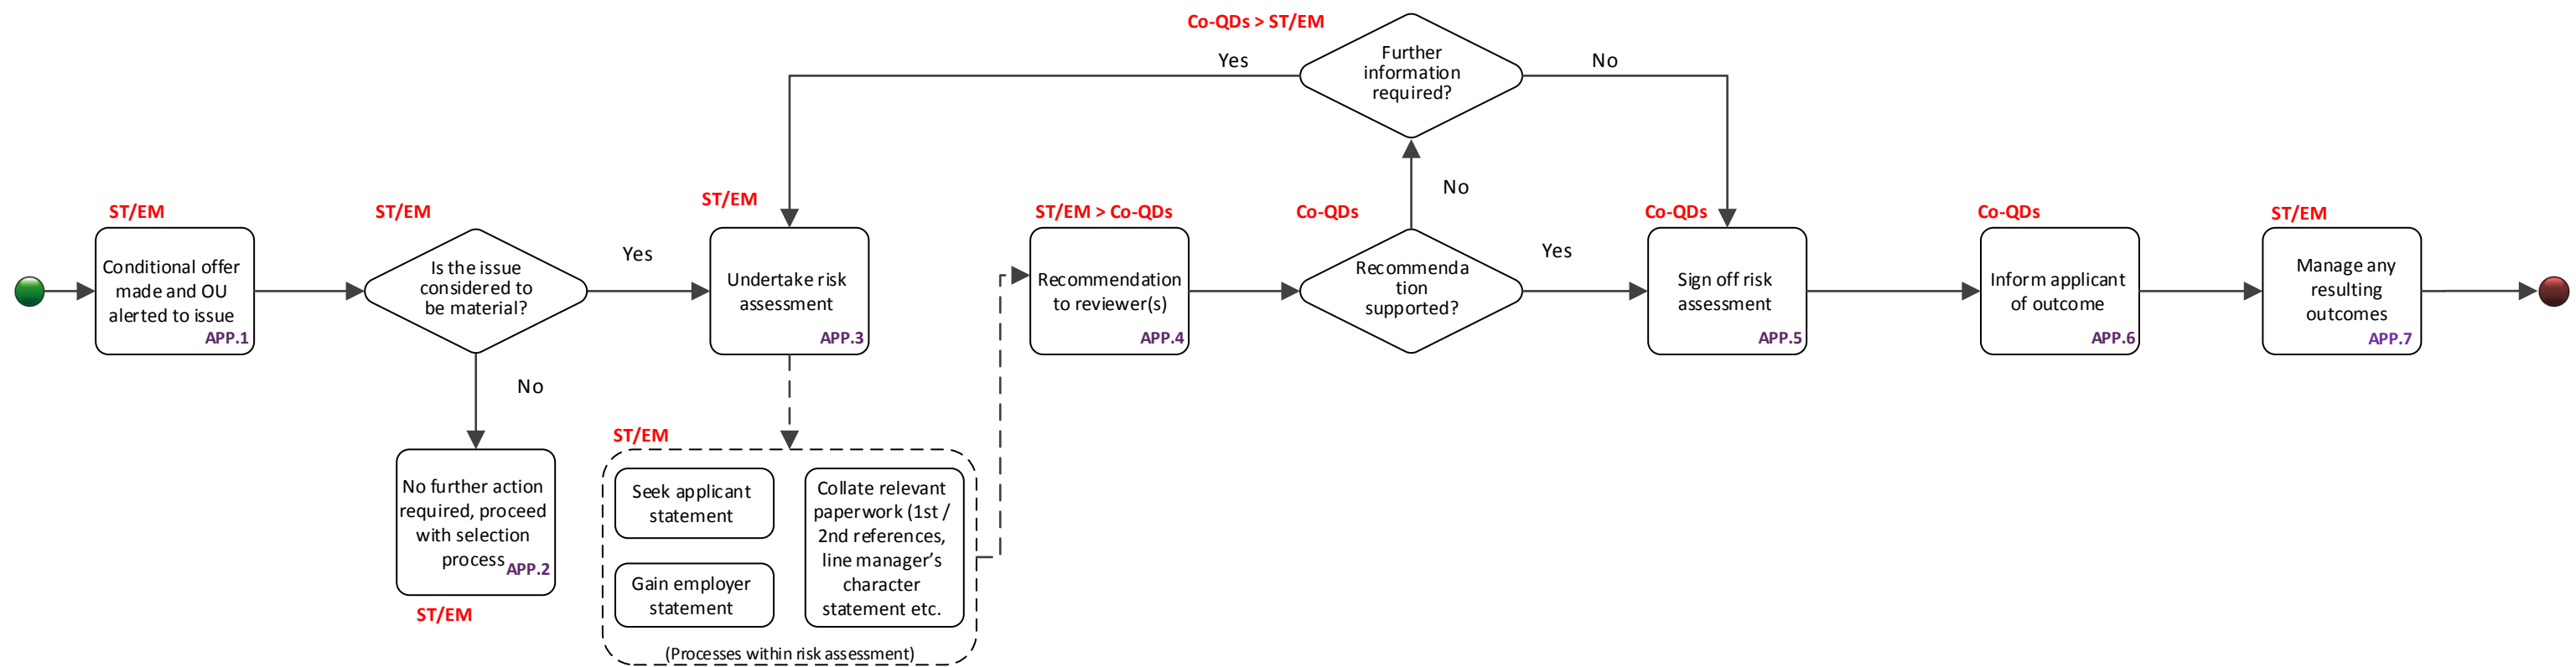 Co-QDs > ST/EM
Further
information
required?
Yes
No
No
ST/EM
Conditional offer
made and OU
alerted to issue
APP.1
ST/EM
Is the issue
considered to
be material?
Yes
No
No further action
required, proceed
with selection
process
APP.2
ST/EM
ST/EM
Undertake risk
assessment
APP.3
ST/EM
Seek applicant
statement
Gain employer
statement
Collate relevant
paperwork (1st /
2nd references,
line manager’s
character
statement etc.
(Processes within risk assessment)
ST/EM > Co-QDs
Recommendation
to reviewer(s)
APP.4
Co-QDs
Recommenda
tion
supported?
Yes
Co-QDs
Sign off risk
assessment
APP.5
Co-QDs
Inform applicant
of outcome
APP.6
ST/EM
Manage any
resulting
outcomes
APP.7